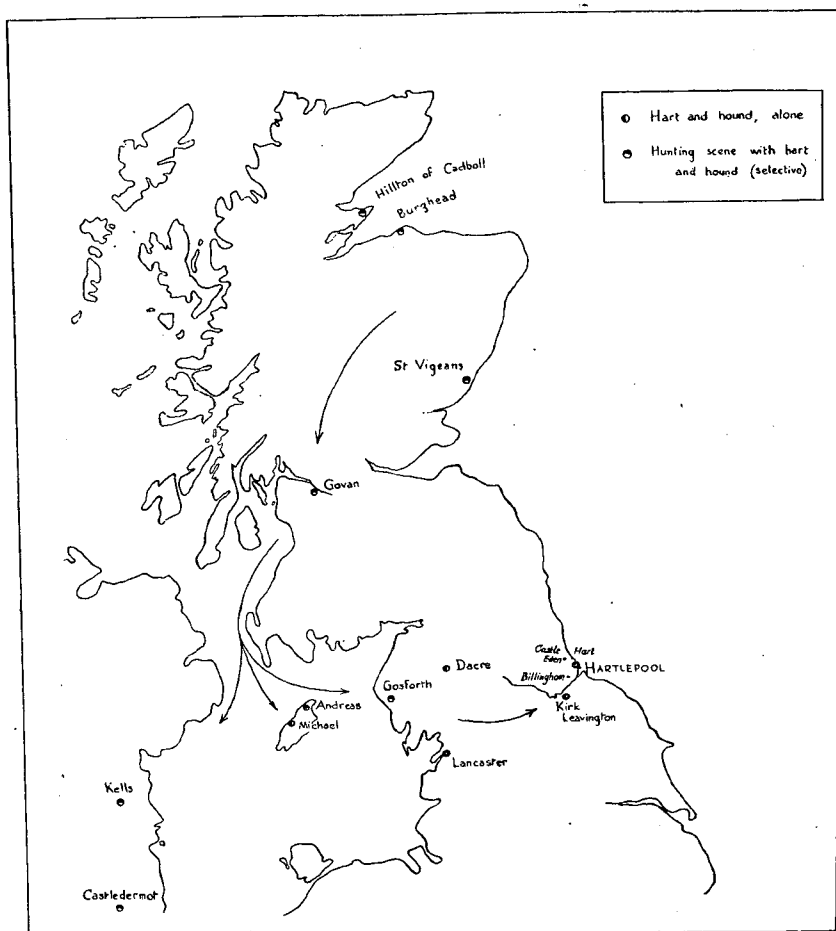 Hart and hound, alone
Hunting scene with hart
and hound (selective)
Hillton of Cadboll
Burghead
St Vigeans
Govan
Castle
Eden
Hart
HARTLEPOOL
Dacre
Billingham
Gosforth
Kirk
Leavington
Andreas
Michael
Lancaster
Kells
Castledermot